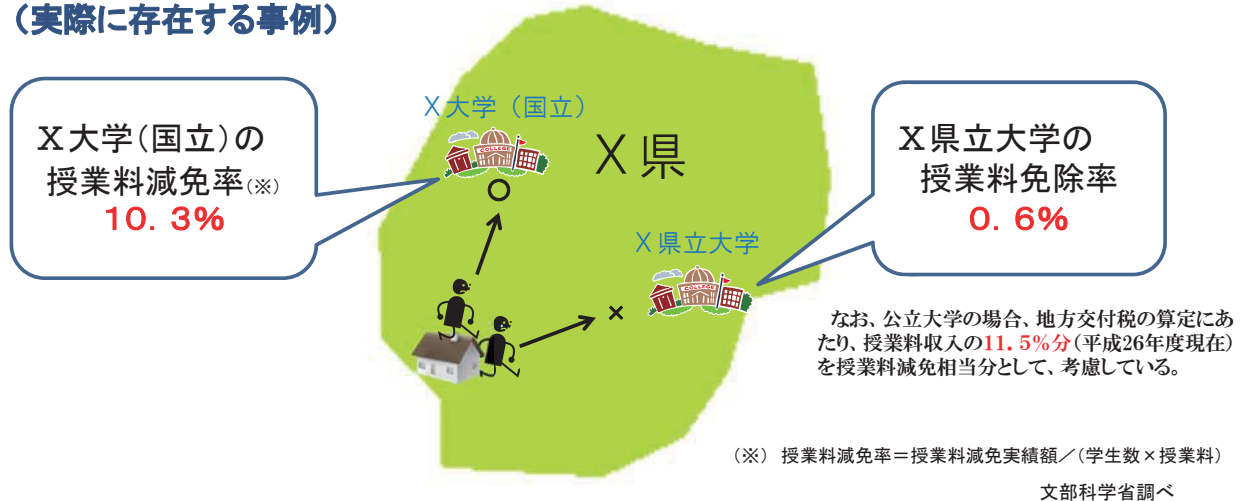 （実際に存在する事例）
X大学（国立）の
授業料減免率(※)
10．3%
X大学（国立）
COLLEGE
X県
X県立大学
COLLEGE
X県立大学の
授業料免除率
0．6%
なお、公立大学の場合、地方交付税の算定にあ
たり、授業料収入の11．5%分（平成26年度現在）
を授業料減免相当分として、考慮している。
（※） 授業料減免率＝授業料減免実績額／（学生数×授業料）
文部科学省調べ